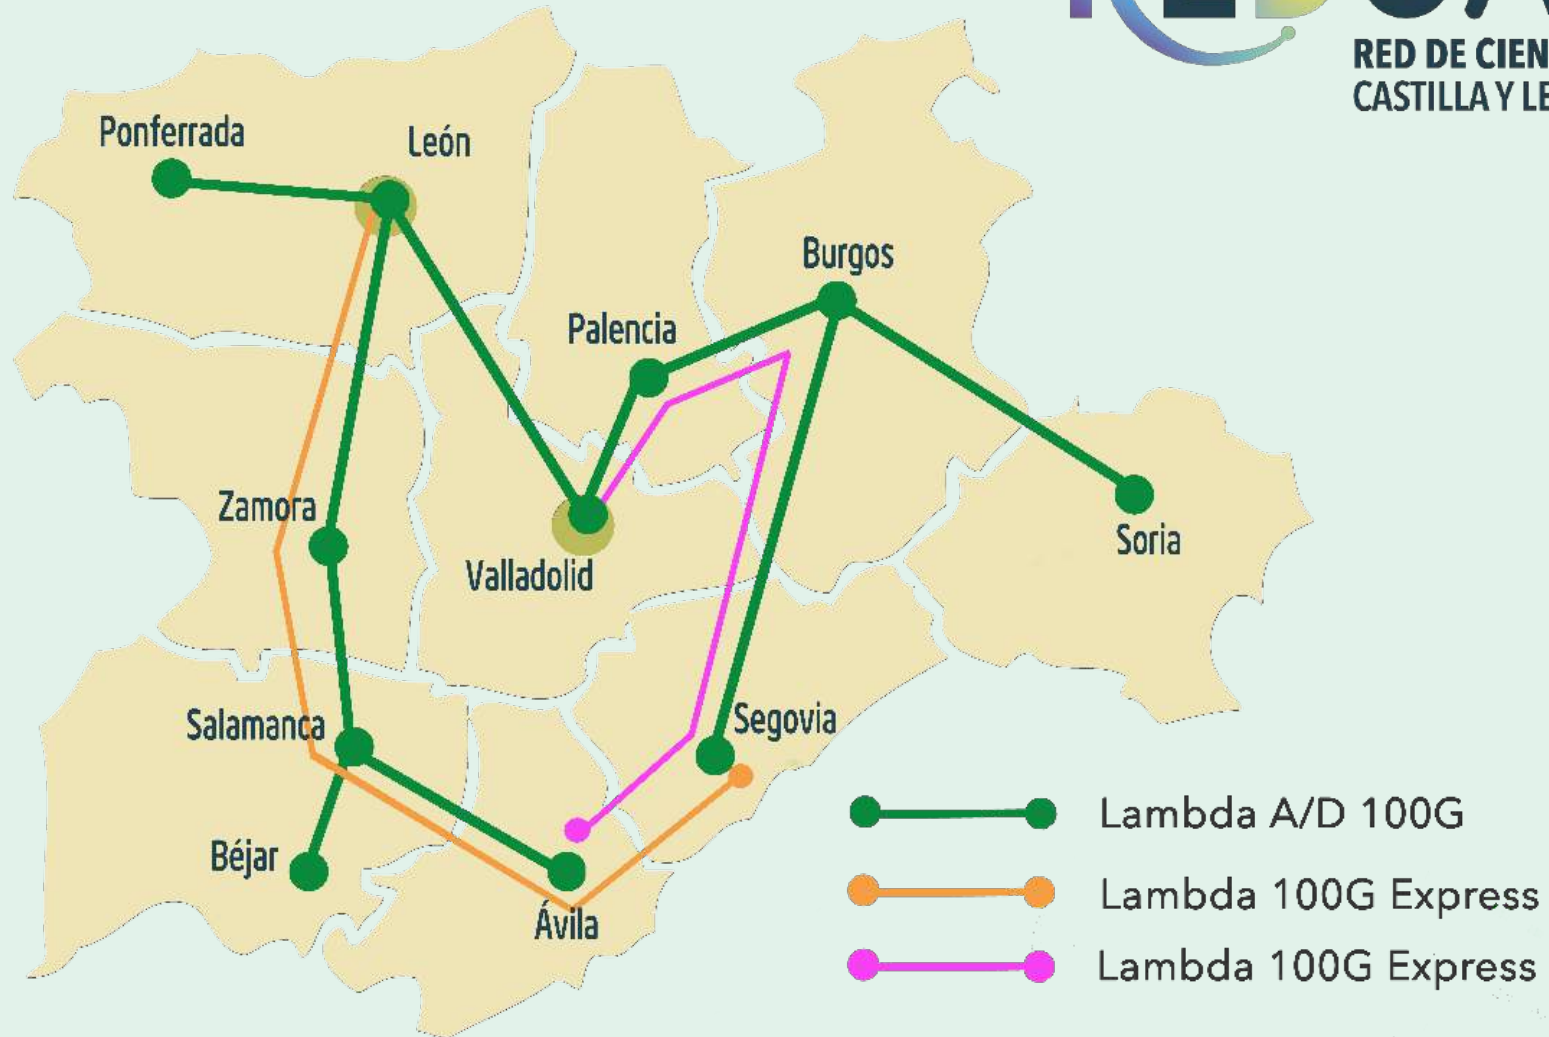 RED DE CIEN
CASTILLA Y LE
Ponferrada
León
Burgos
Palencia
Zamora
Valladolid
Soria
Salamanca
Segovia
Béjar
Ávila
Lambda A/D 100G
Lambda 100G Express
Lambda 100G Express